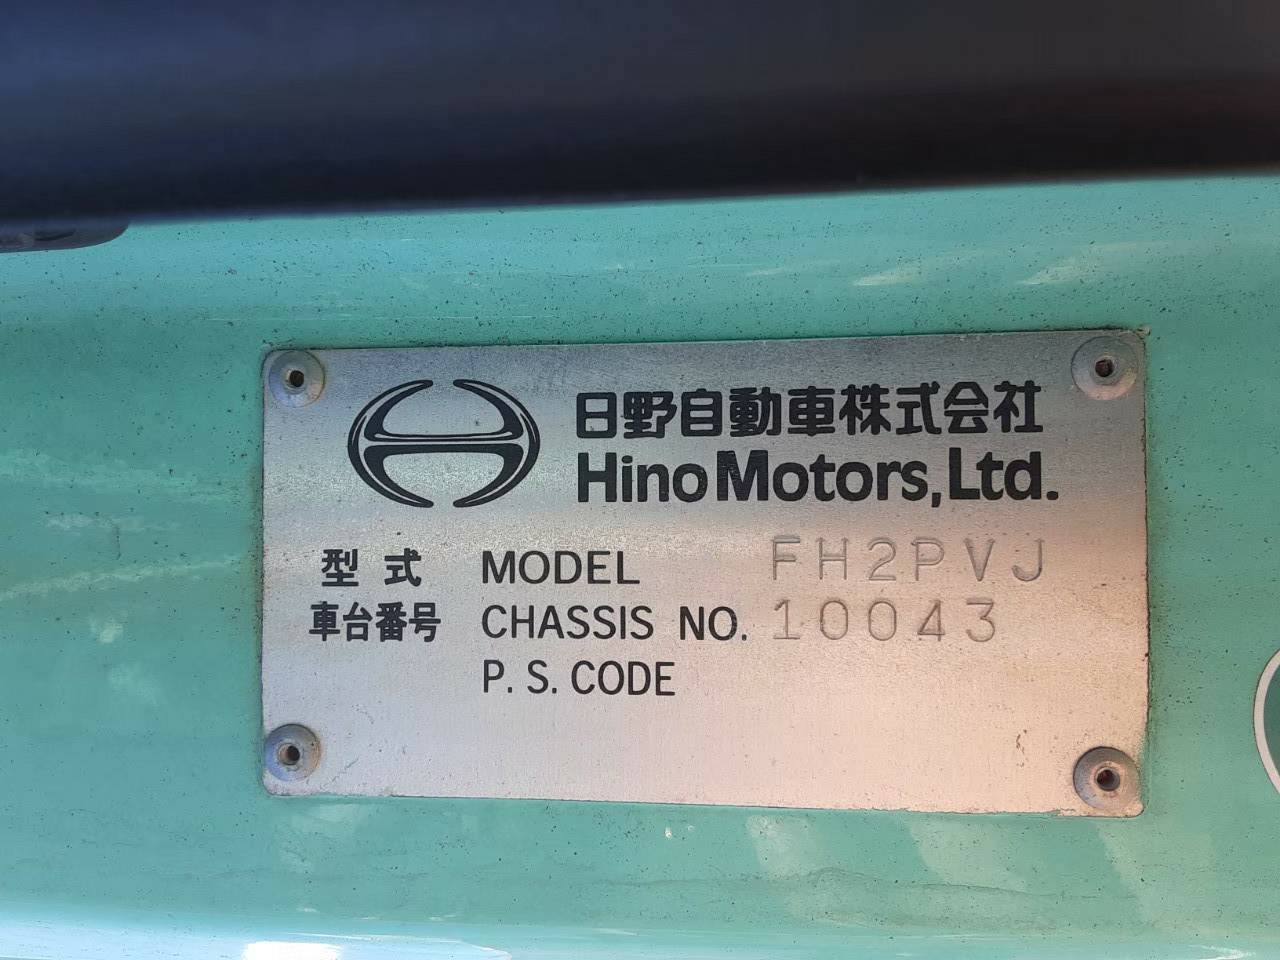 日野自動車株式会社
Hino Motors, Ltd.
型式 MODEL FH2PVJ
車台番号 CHASSIS NO. 10043
P. S. CODE